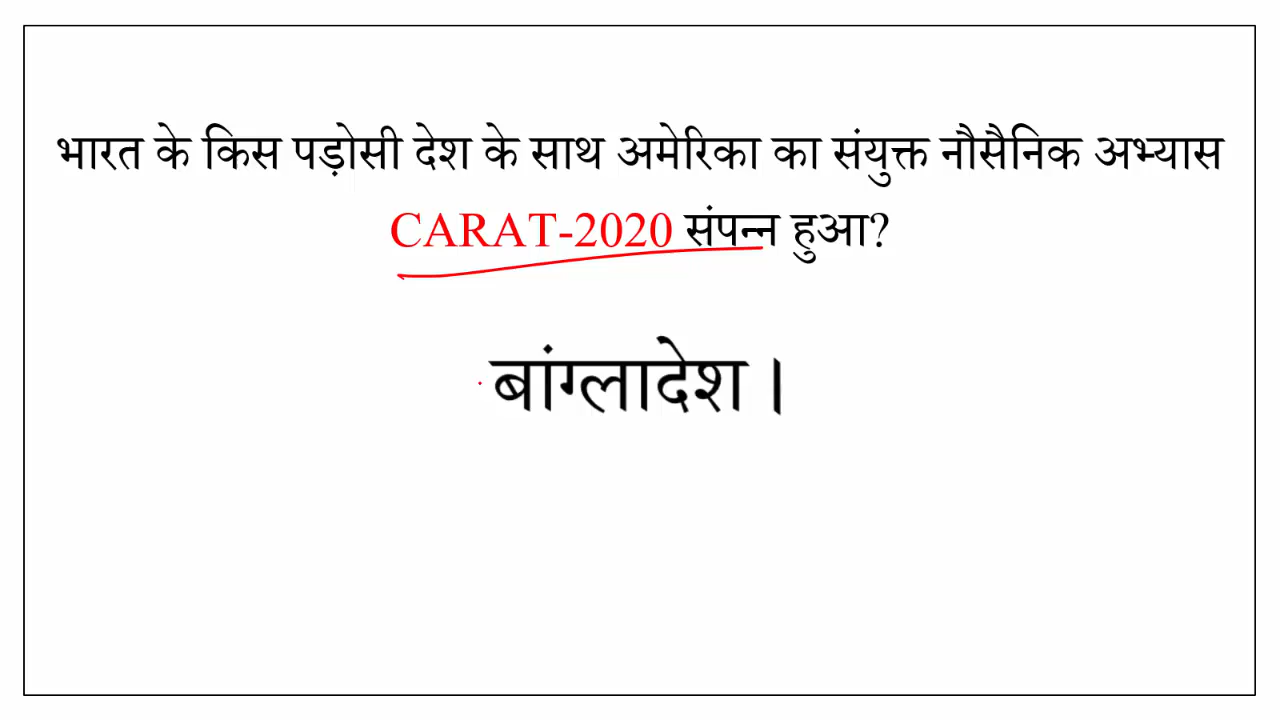 भारत के किस पड़ोसी देश के साथ अमेरिका का संयुक्त नौसैनिक अभ्यास
CARAT-2020 संपन्न हुआ?
बांग्लादेश।